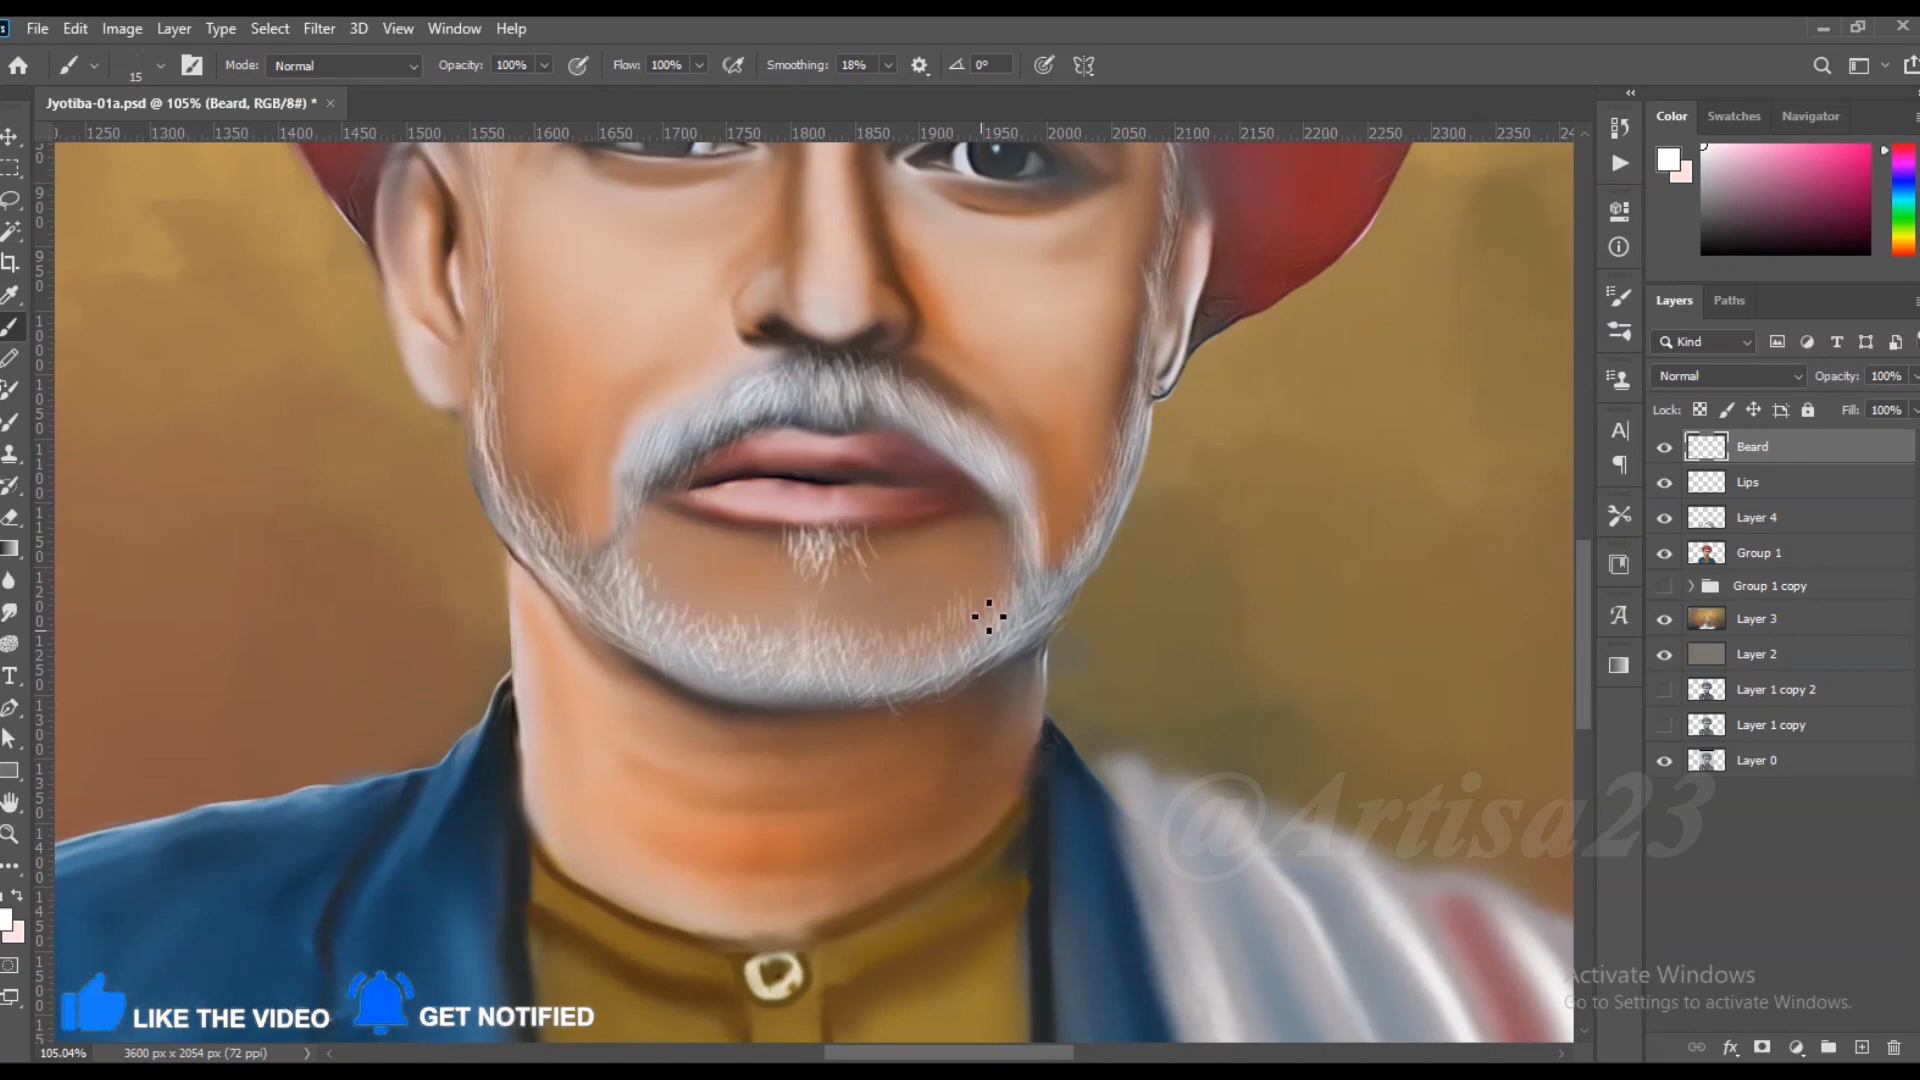 File Edit Image Layer Type Select Filter 3D View Window Help
15 Mode: Normal Opacity: 100% Flow: 100% Smoothing: 18% 0°
Jyotiba-01a.psd @ 105% (Beard, RGB/8#) *
1250 1300 1350 1400 1450 1500 1550 1600 1650 1700 1750 1800 1850 1900 1950 2000 2050 2100 2150 2200 2250 2300 2350
Color Swatches Navigator
Layers Paths
Kind
Normal Opacity: 100%
Lock: Fill: 100%
Beard
Lips
Layer 4
Group 1
Group 1 copy
Layer 3
Layer 2
Layer 1 copy 2
Layer 1 copy
Layer 0
@Artisa23
Activate Windows
Go to Settings to activate Windows.
LIKE THE VIDEO GET NOTIFIED
105.04% 3600 px x 2054 px (72 ppi)